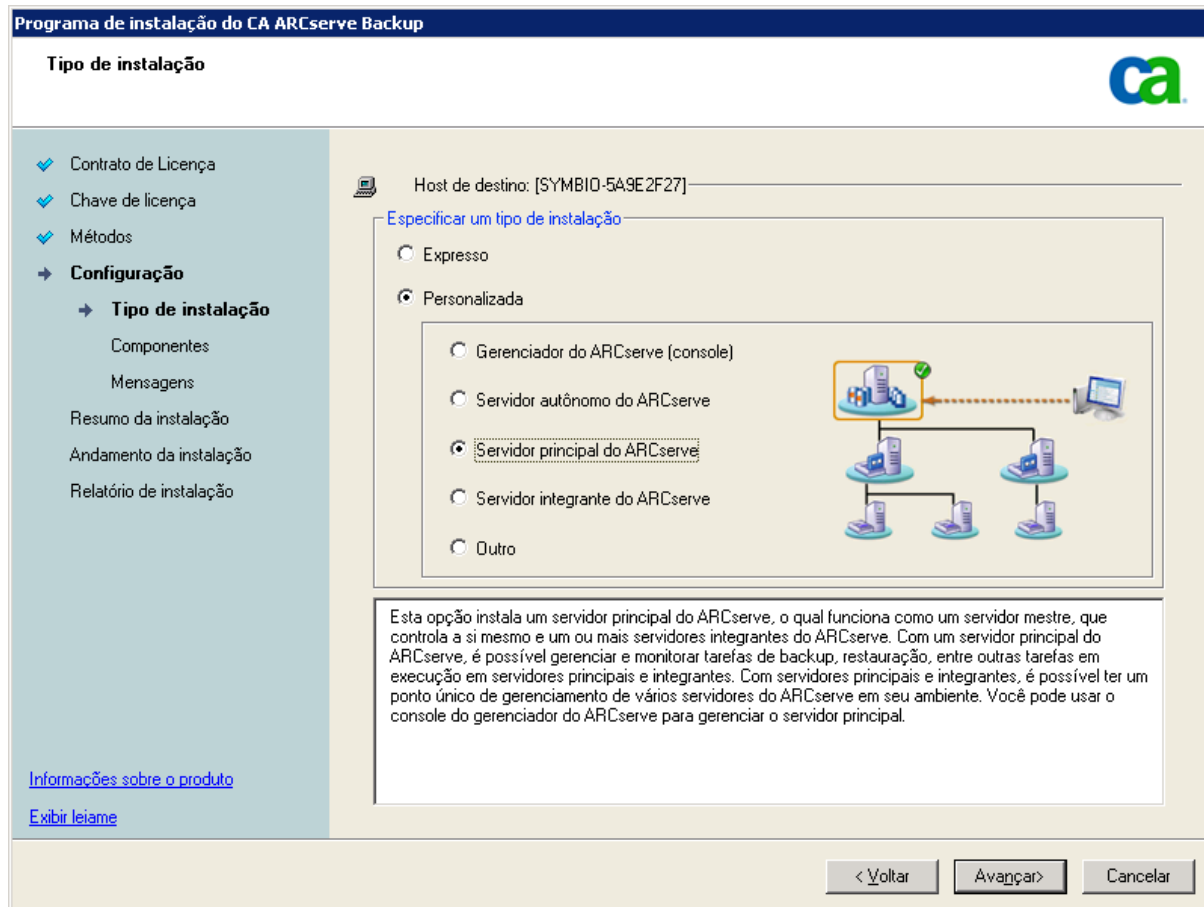 Programa de instalação do CA ARCserve Backup
Tipo de instalação
ca
Contrato de Licença
Chave de licença
Métodos
Configuração
Tipo de instalação
Componentes
Mensagens
Resumo da instalação
Andamento da instalação
Relatório de instalação
Informações sobre o produto
Exibir leiame
Host de destino: [SYMBIO-5A9E2F27]
Especificar um tipo de instalação
Expresso
Personalizada
Gerenciador do ARCserve (console)
Servidor autônomo do ARCserve
Servidor principal do ARCserve
Servidor integrante do ARCserve
Outro
Esta opção instala um servidor principal do ARCserve, o qual funciona como um servidor mestre, que
controla a si mesmo e um ou mais servidores integrantes do ARCserve. Com um servidor principal do
ARCserve, é possível gerenciar e monitorar tarefas de backup, restauração, entre outras tarefas em
execução em servidores principais e integrantes. Com servidores principais e integrantes, é possível ter um
ponto único de gerenciamento de vários servidores do ARCserve em seu ambiente. Você pode usar o
console do gerenciador do ARCserve para gerenciar o servidor principal.
< Voltar
Avançar>
Cancelar